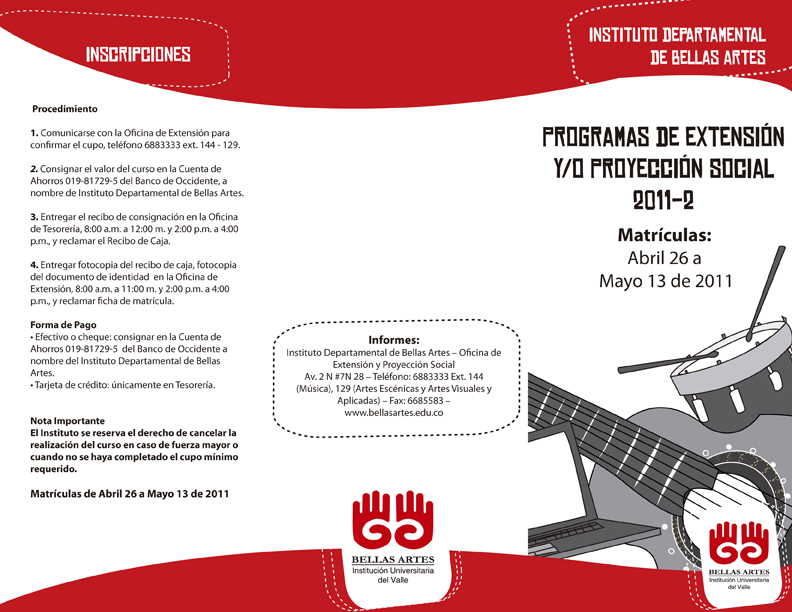 INSCRIPCIONES
Procedimiento
1. Comunicarse con la Oficina de Extensión para
confirmar el cupo, teléfono 6883333 ext. 144 - 129.
2. Consignar el valor del curso en la Cuenta de
Ahorros 019-81729-5 del Banco de Occidente, a
nombre de Instituto Departamental de Bellas Artes.
3. Entregar el recibo de consignación en la Oficina
de Tesorería, 8:00 a.m. a 12:00 m. y 2:00 p.m. a 4:00
p.m., y reclamar el Recibo de Caja.
4. Entregar fotocopia del recibo de caja, fotocopia
del documento de identidad en la Oficina de
Extensión, 8:00 a.m. a 11:00 m. y 2:00 p.m. a 4:00
p.m., y reclamar ficha de matrícula.
Forma de Pago
• Efectivo o cheque: consignar en la Cuenta de
Ahorros 019-81729-5 del Banco de Occidente a
nombre del Instituto Departamental de Bellas
Artes.
• Tarjeta de crédito: únicamente en Tesorería.
Nota Importante
El Instituto se reserva el derecho de cancelar la
realización del curso en caso de fuerza mayor o
cuando no se haya completado el cupo mínimo
requerido.
Matrículas de Abril 26 a Mayo 13 de 2011
Informes:
Instituto Departamental de Bellas Artes – Oficina de
Extensión y Proyección Social
Av. 2 N #7N 28 – Teléfono: 6883333 Ext. 144
(Música), 129 (Artes Escénicas y Artes Visuales y
Aplicadas) – Fax: 6685583 –
www.bellasartes.edu.co
BELLAS ARTES
Institución Universitaria
del Valle
INSTITUTO DEPARTAMENTAL
DE BELLAS ARTES
PROGRAMAS DE EXTENSIÓN
Y/O PROYECCIÓN SOCIAL
2011-2
Matrículas:
Abril 26 a
Mayo 13 de 2011
BELLAS ARTES
Institución Universitaria
del Valle